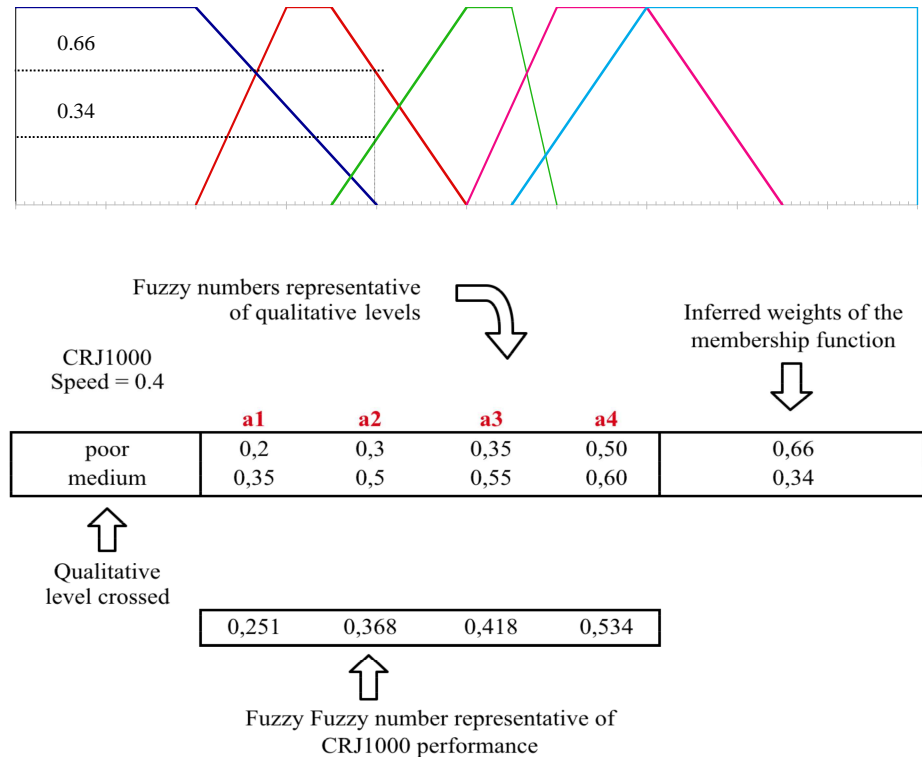 0.66
0.34
Fuzzy numbers representative
of qualitative levels
Inferred weights of the
membership function
CRJ1000
Speed = 0.4
a1 a2 a3 a4
poor 0,2 0,3 0,35 0,50 0,66
medium 0,35 0,5 0,55 0,60 0,34
Qualitative
level crossed
0,251 0,368 0,418 0,534
Fuzzy Fuzzy number representative of
CRJ1000 performance